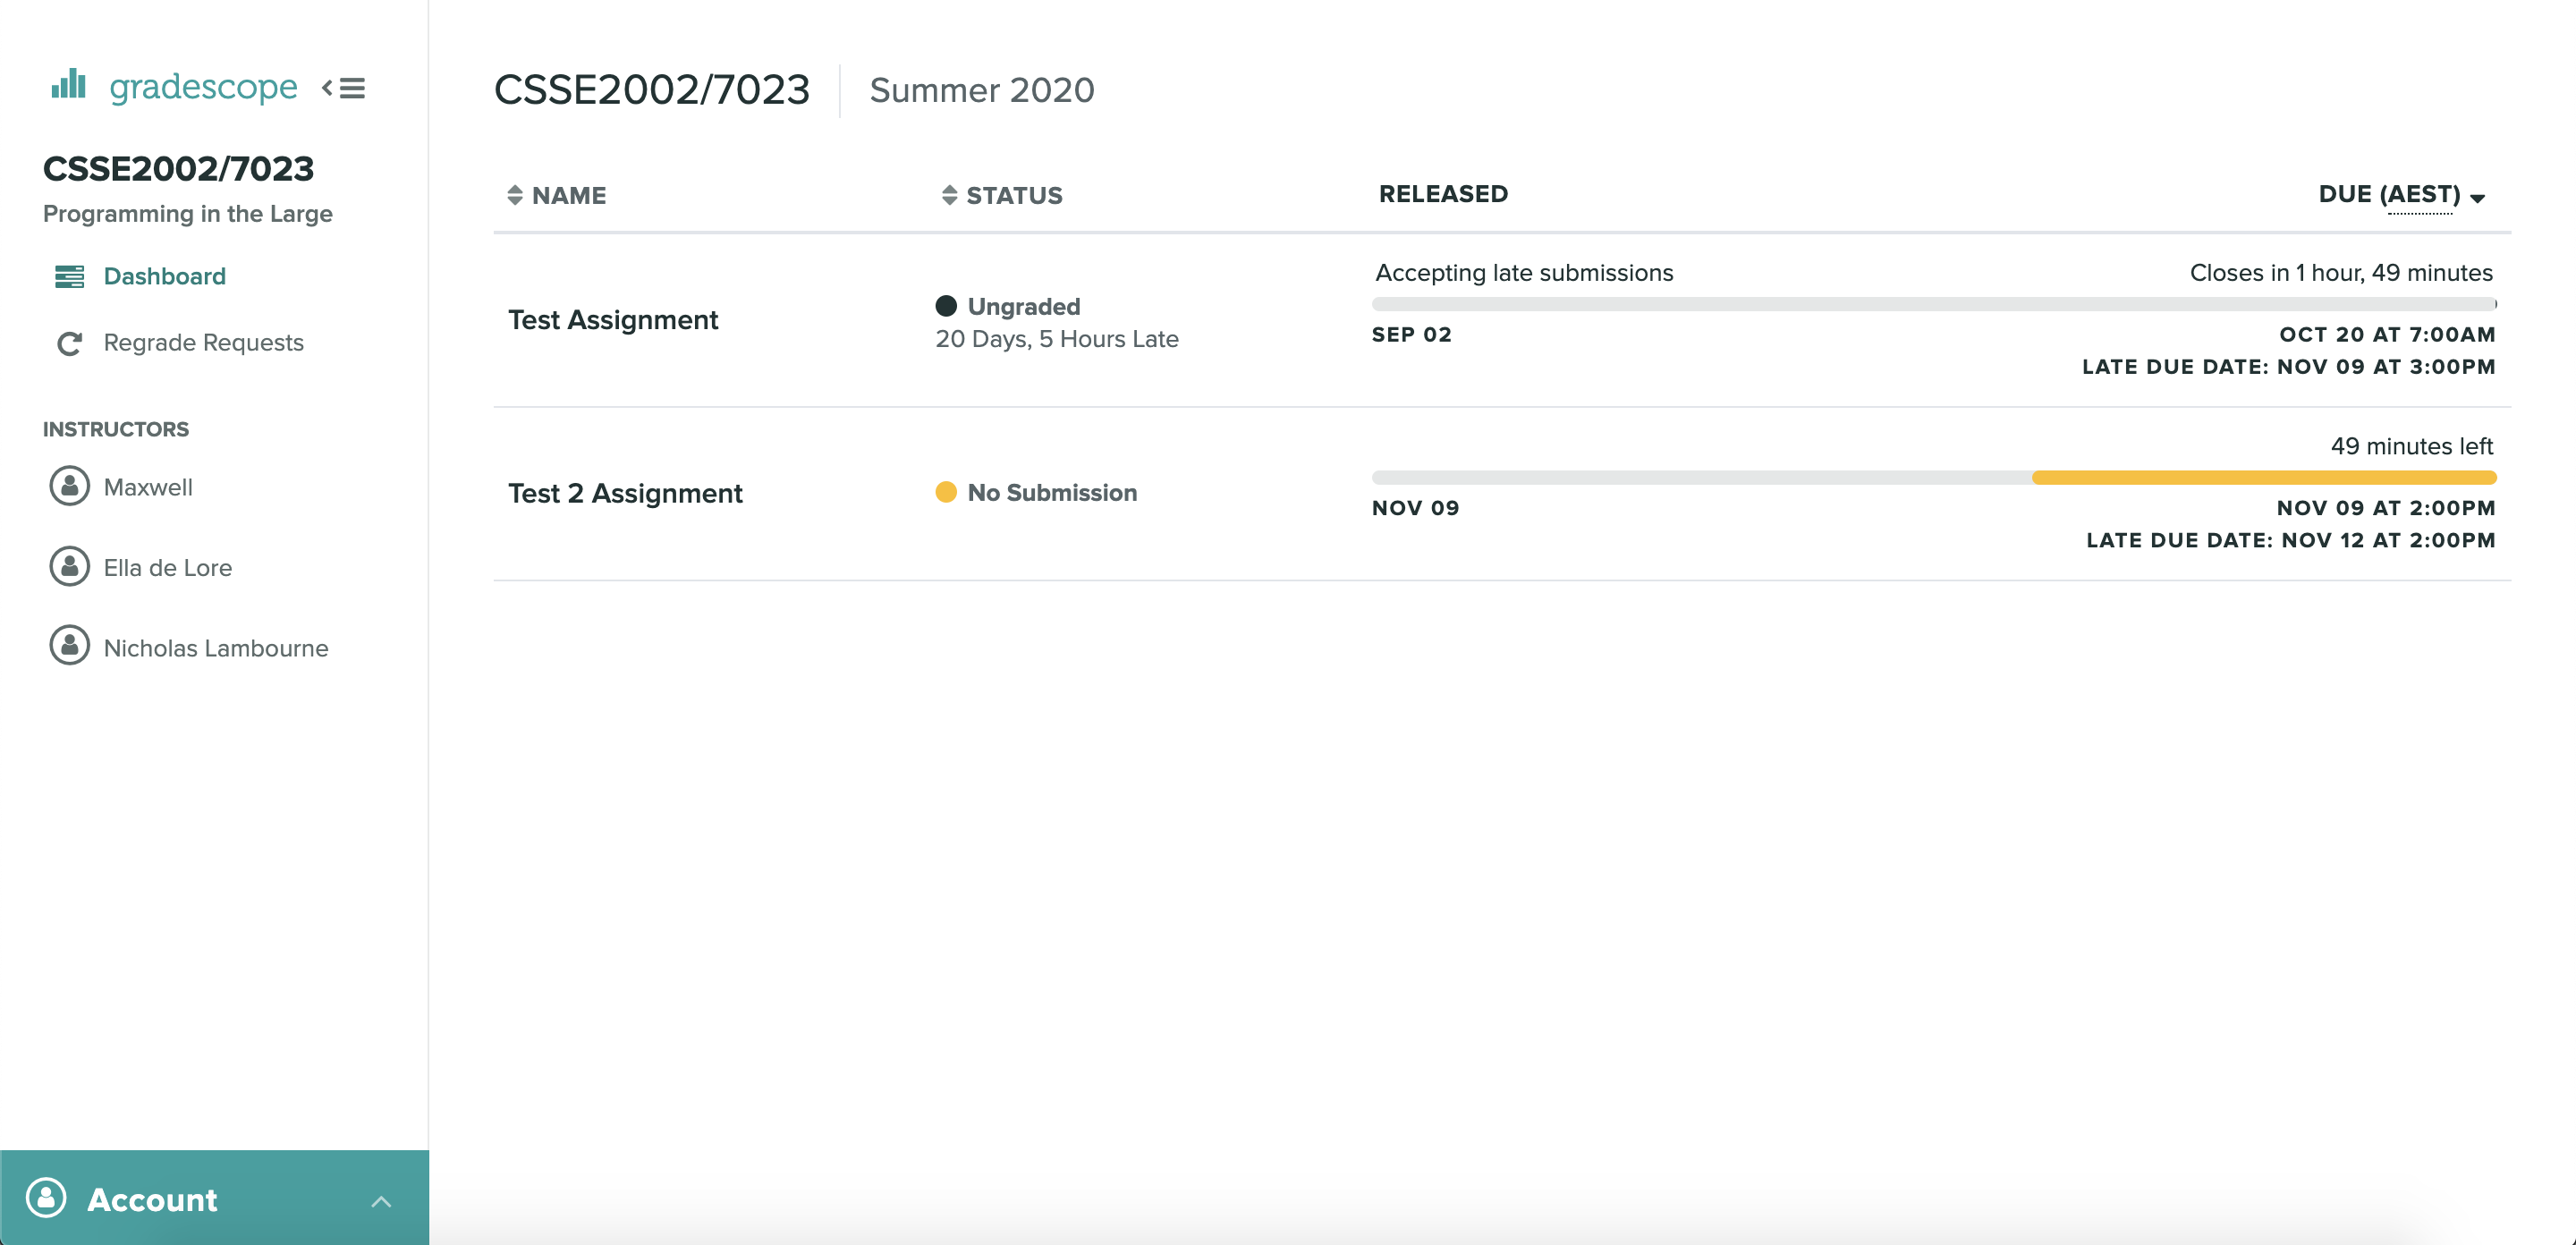 gradescope
CSSE2002/7023
Programming in the Large
Dashboard
Regrade Requests
INSTRUCTORS
Maxwell
Ella de Lore
Nicholas Lambourne
Account
CSSE2002/7023 Summer 2020
NAME STATUS RELEASED DUE (AEST)
Accepting late submissions Closes in 1 hour, 49 minutes
Test Assignment
Ungraded
20 Days, 5 Hours Late
SEP 02 OCT 20 AT 7:00AM
LATE DUE DATE: NOV 09 AT 3:00PM
49 minutes left
Test 2 Assignment No Submission
NOV 09 NOV 09 AT 2:00PM
LATE DUE DATE: NOV 12 AT 2:00PM